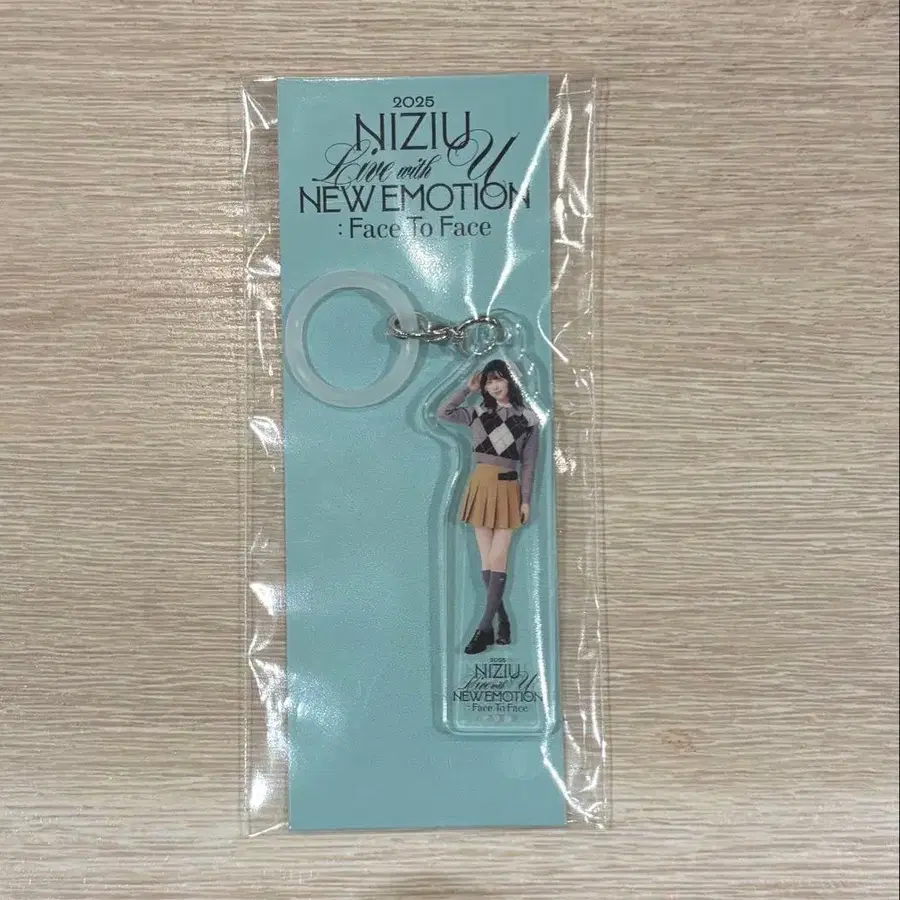 2025
NIZIU
Live with U
NEW EMOTION
: Face To Face
2025
NIZIU
Live with U
NEW EMOTION
: Face To Face